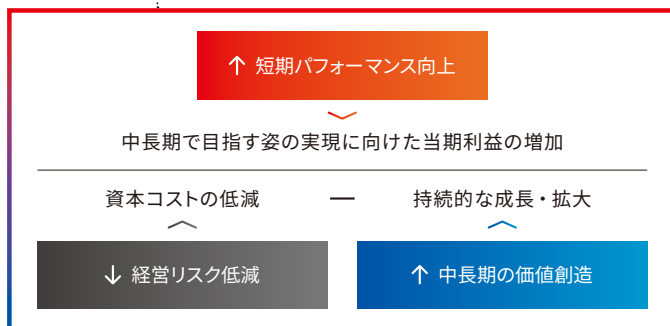 ↑ 短期パフォーマンス向上
中長期で目指す姿の実現に向けた当期利益の増加
資本コストの低減 ー 持続的な成長・拡大
↓ 経営リスク低減 ↑ 中長期の価値創造